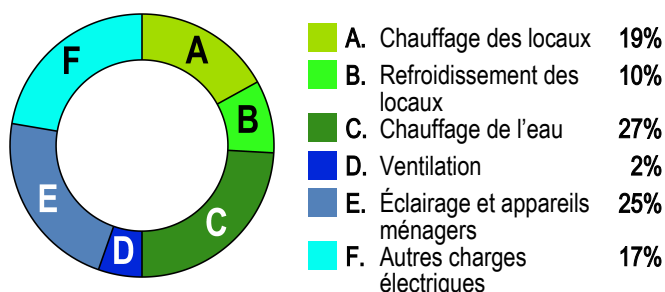 A
B
C
D
E
F
A. Chauffage des locaux 19%
B. Refroidissement des
locaux 10%
C. Chauffage de l'eau 27%
D. Ventilation 2%
E. Éclairage et appareils
ménagers 25%
F. Autres charges
électriques 17%